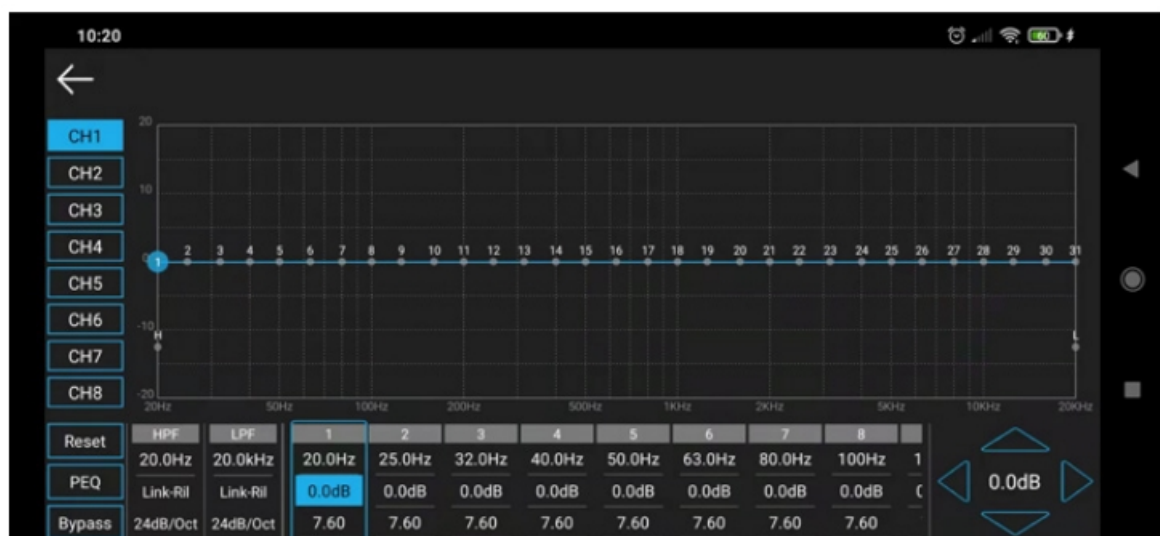 10:20
60
CH1
CH2
CH3
CH4
CH5
CH6
CH7
CH8
20
10
0
-10
-20
1 2 3 4 5 6 7 8 9 10 11 12 13 14 15 16 17 18 19 20 21 22 23 24 25 26 27 28 29 30 31
H L
20Hz 50Hz 100Hz 200Hz 500Hz 1KHz 2KHz 5KHz 10KHz 20KHz
Reset
PEQ
Bypass
HPF LPF 1 2 3 4 5 6 7 8
20.0Hz 20.0kHz 20.0Hz 25.0Hz 32.0Hz 40.0Hz 50.0Hz 63.0Hz 80.0Hz 100Hz 1
Link-Ril Link-Ril 0.0dB 0.0dB 0.0dB 0.0dB 0.0dB 0.0dB 0.0dB 0.0dB
24dB/Oct 24dB/Oct 7.60 7.60 7.60 7.60 7.60 7.60 7.60 7.60
0.0dB